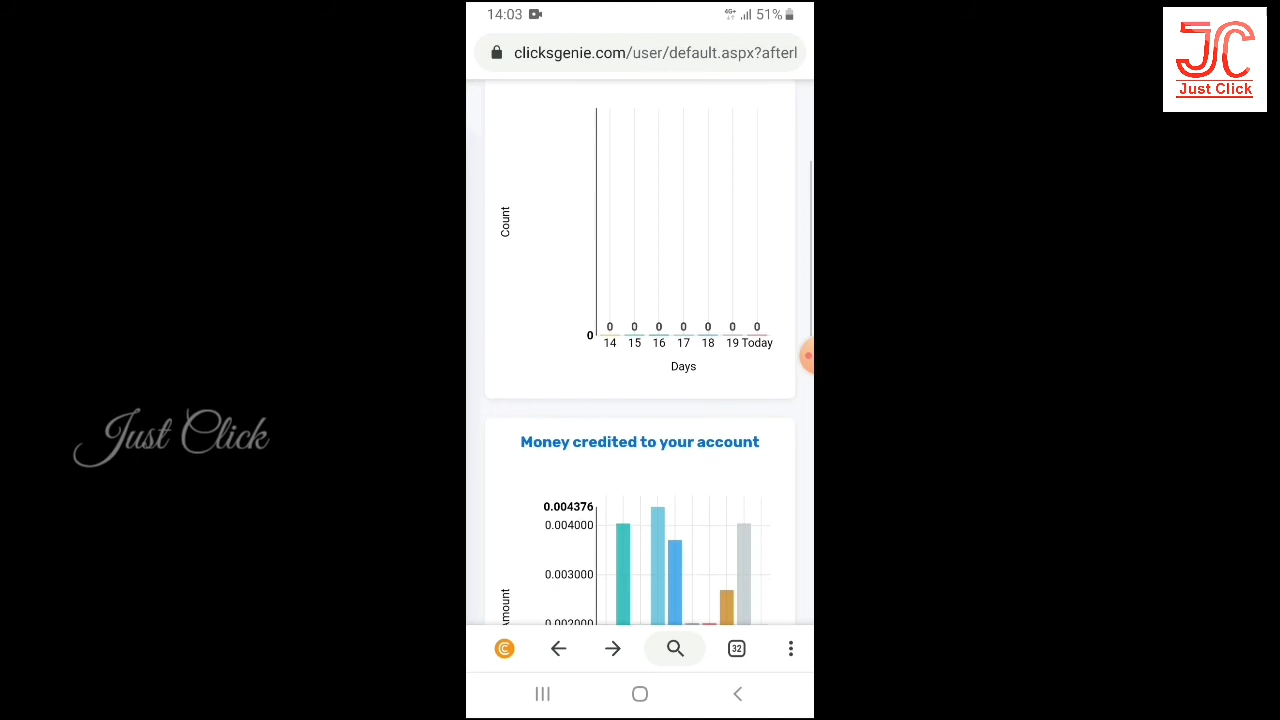 14:03
4G+ 51%
clicksgenie.com/user/default.aspx?afterl
JC
Just Click
Count
0 0 0 0 0 0 0
0
14 15 16 17 18 19 Today
Days
Just Click
Money credited to your account
0.004376
0.004000
0.003000
0.002000
mount
C
32